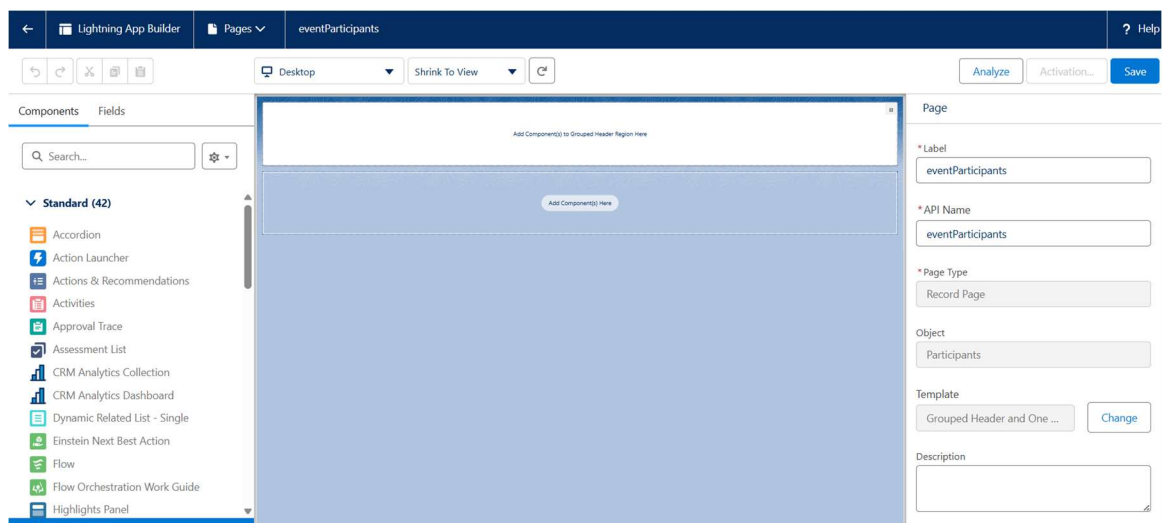 Lightning App Builder
Pages
eventParticipants
? Help
Desktop
Shrink To View
Analyze
Activation...
Save
Components
Fields
Search...
Standard (42)
Accordion
Action Launcher
Actions & Recommendations
Activities
Approval Trace
Assessment List
CRM Analytics Collection
CRM Analytics Dashboard
Dynamic Related List - Single
Einstein Next Best Action
Flow
Flow Orchestration Work Guide
Highlights Panel
Add Component(s) to Grouped Header Region Here
Add Component(s) Here
Page
* Label
eventParticipants
* API Name
eventParticipants
* Page Type
Record Page
Object
Participants
Template
Grouped Header and One ...
Change
Description